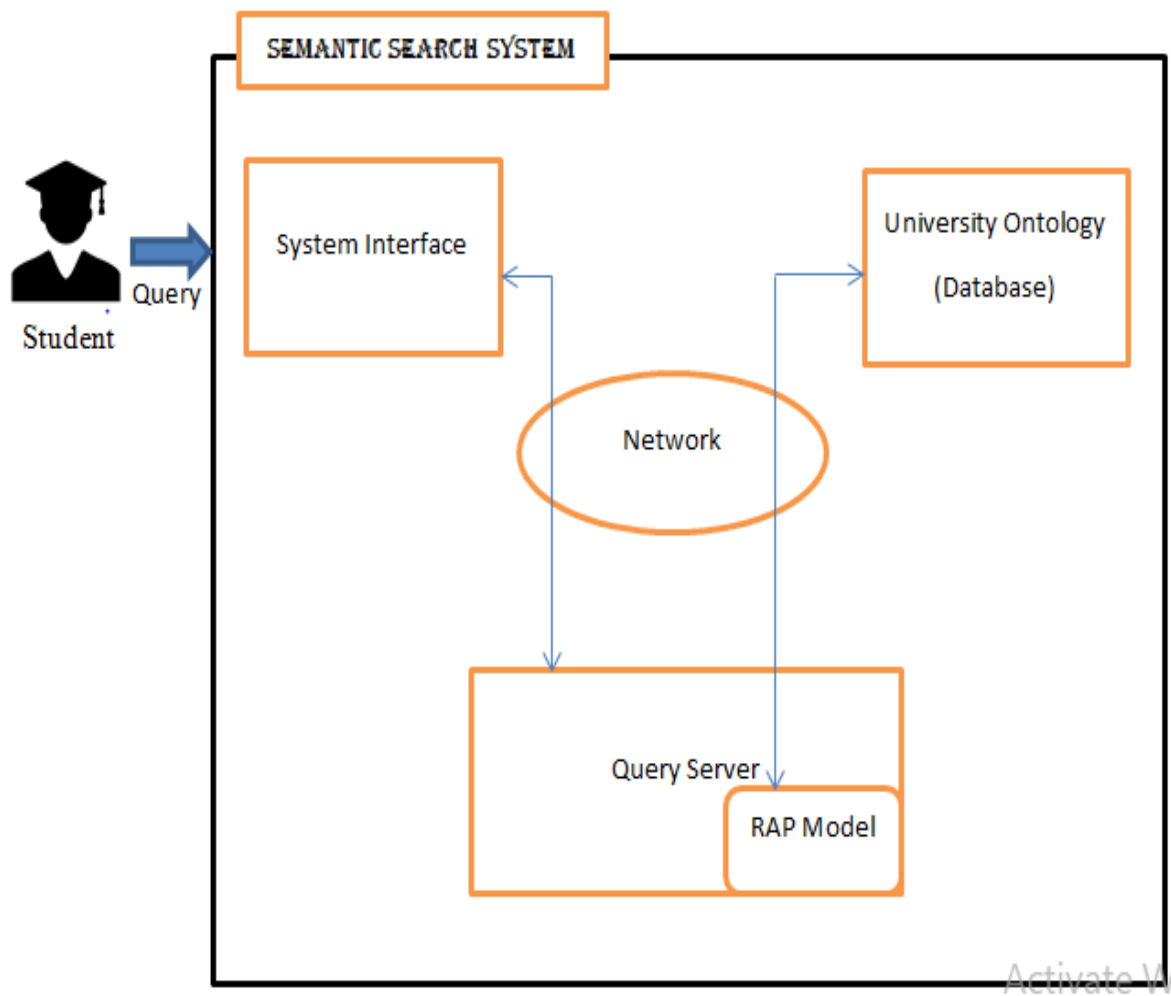 SEMANTIC SEARCH SYSTEM
System Interface
University Ontology
(Database)
Query
Student
Network
Query Server
RAP Model
Activate W